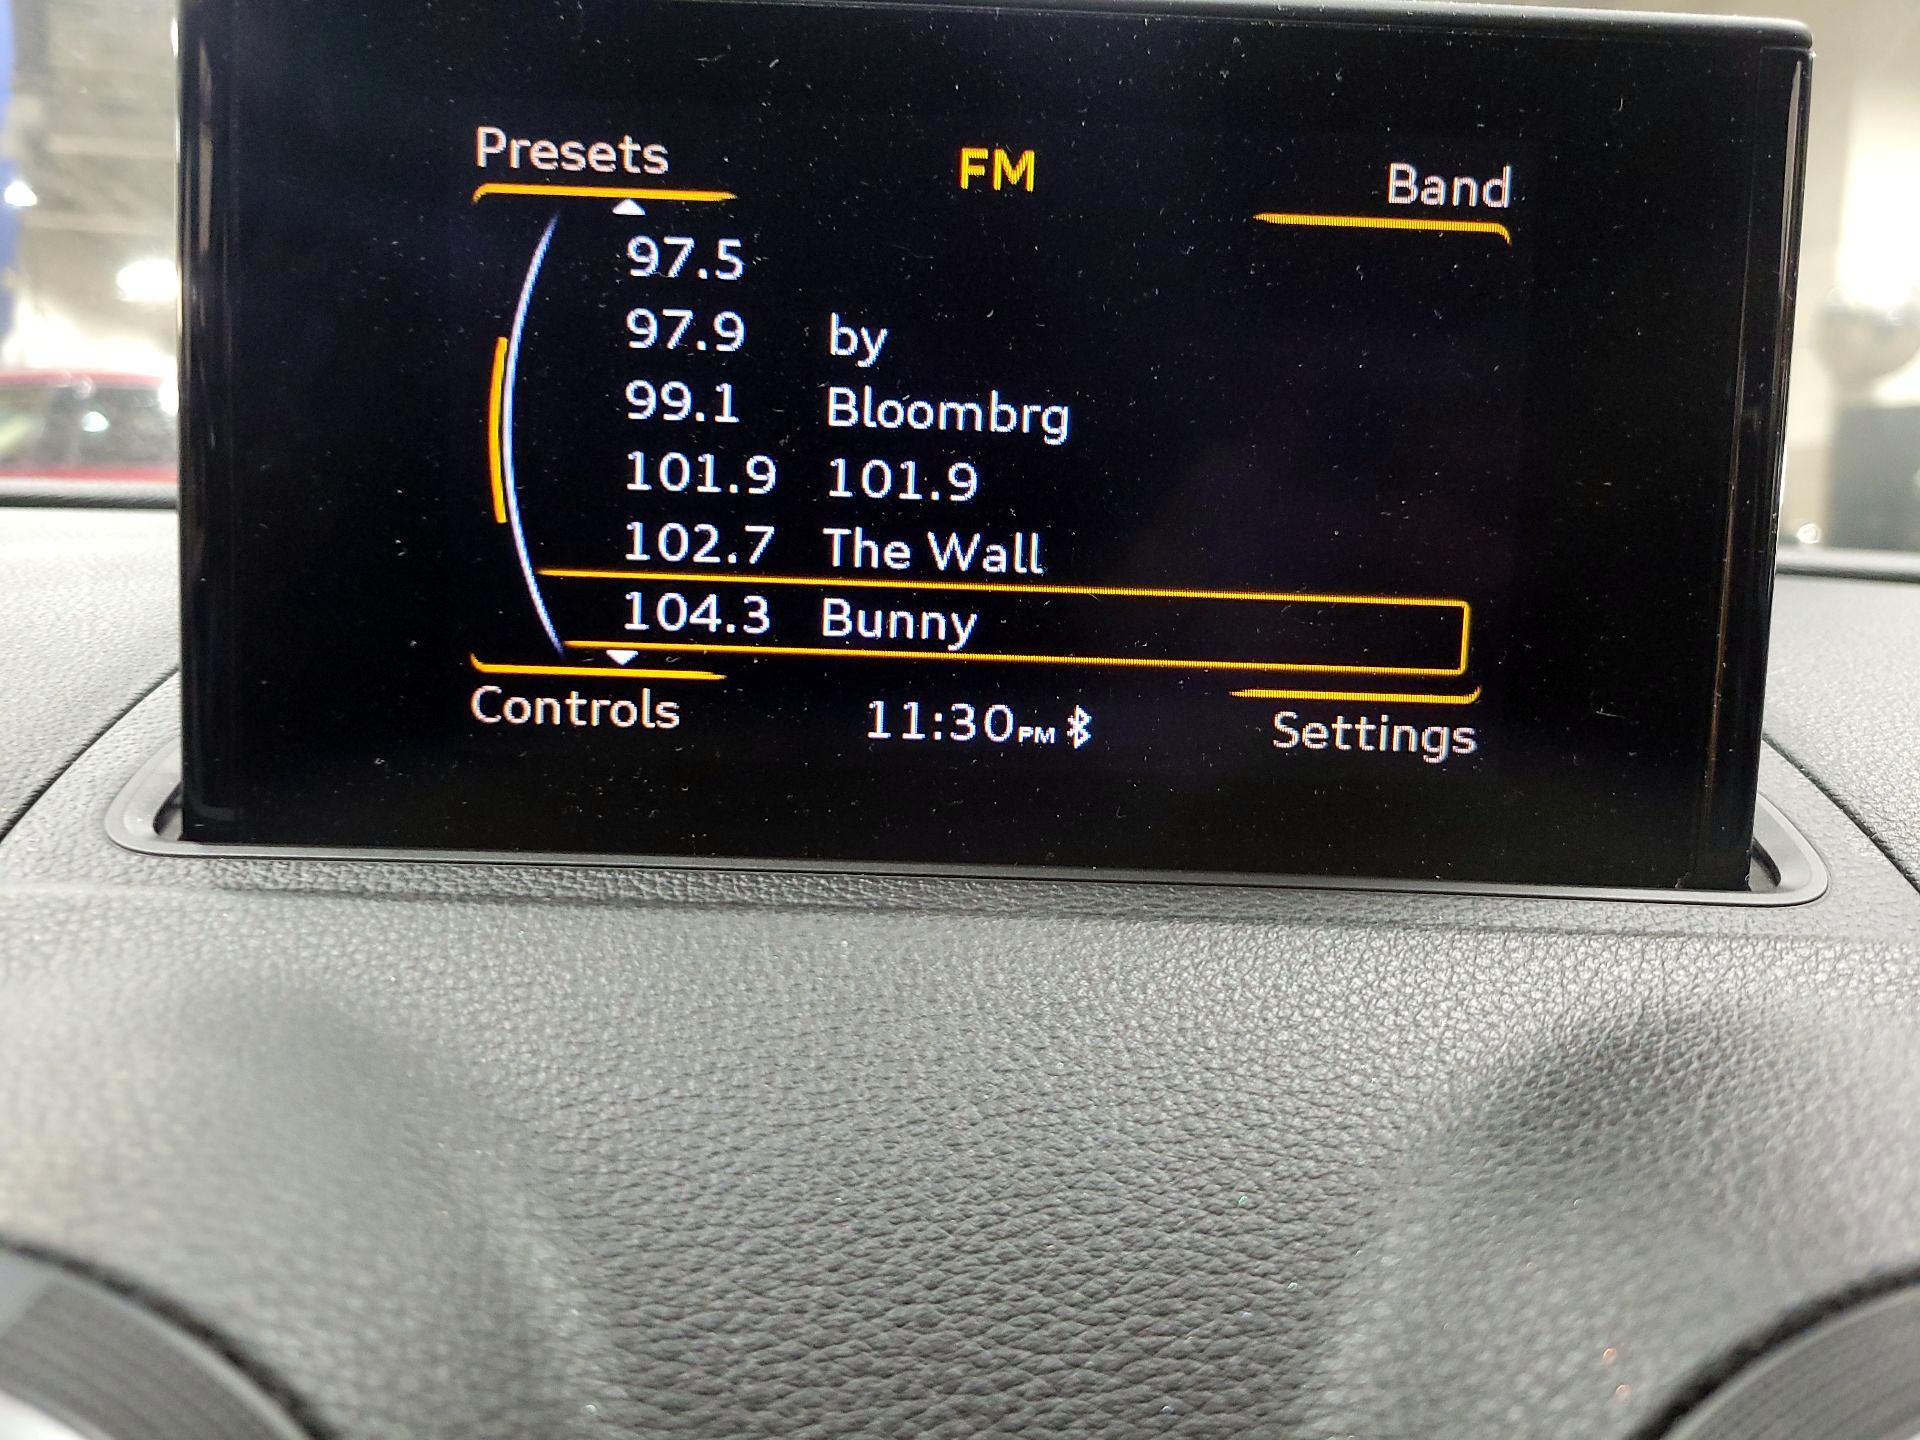 Presets
FM
Band
97.5
97.9 by
99.1 Bloombrg
101.9 101.9
102.7 The Wall
104.3 Bunny
Controls
11:30PM
Settings